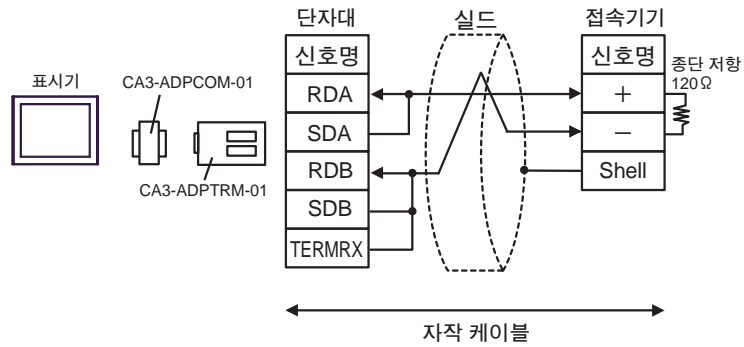 단자대
실드
접속기기
신호명
신호명
종단 저항
120Ω
표시기
CA3-ADPCOM-01
RDA
+
SDA
−
RDB
Shell
CA3-ADPTRM-01
SDB
TERMRX
자작 케이블